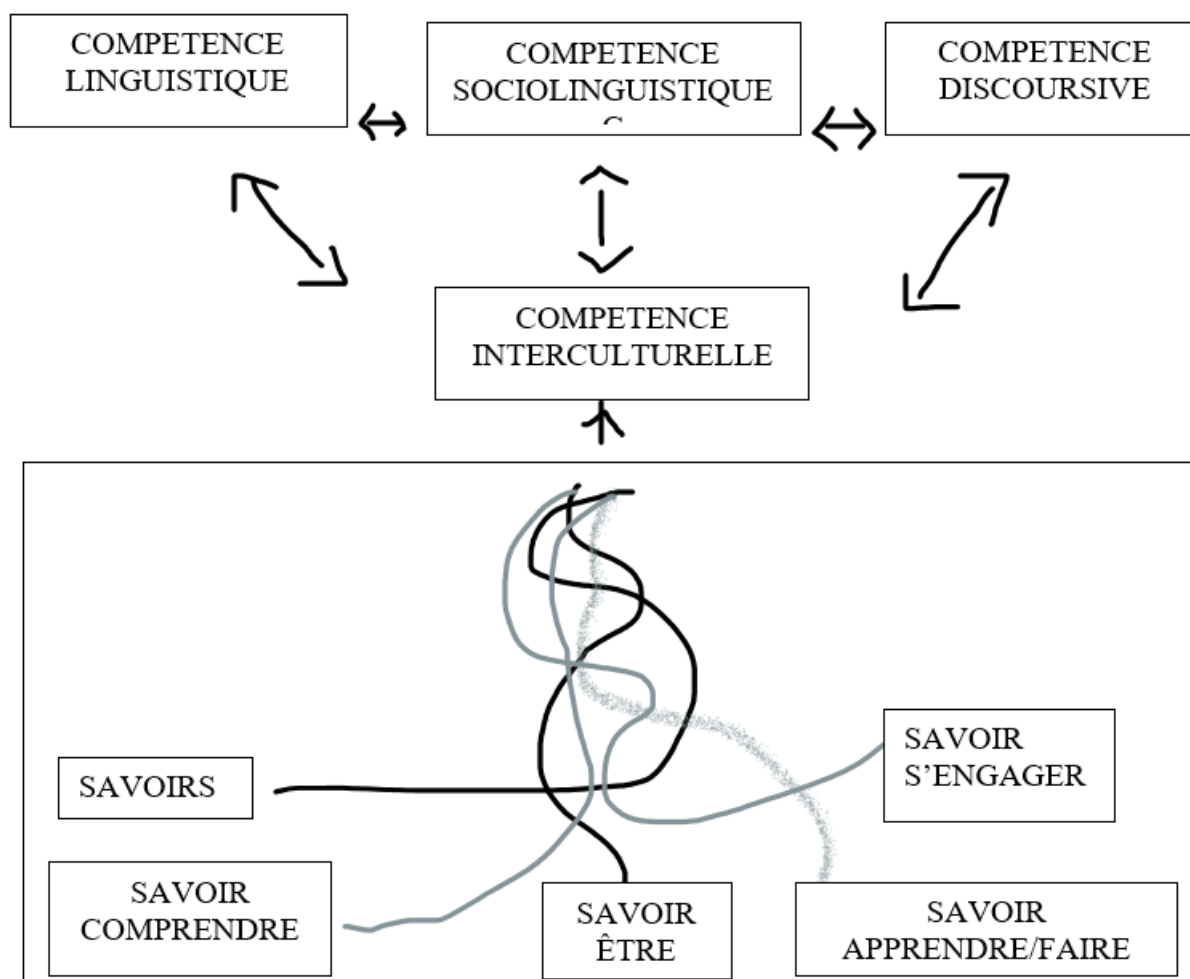 COMPETENCE
LINGUISTIQUE
COMPETENCE
SOCIOLINGUISTIQUE
COMPETENCE
DISCOURSIVE
COMPETENCE
INTERCULTURELLE
SAVOIR
S'ENGAGER
SAVOIRS
SAVOIR
COMPRENDRE
SAVOIR
ÊTRE
SAVOIR
APPRENDRE/FAIRE